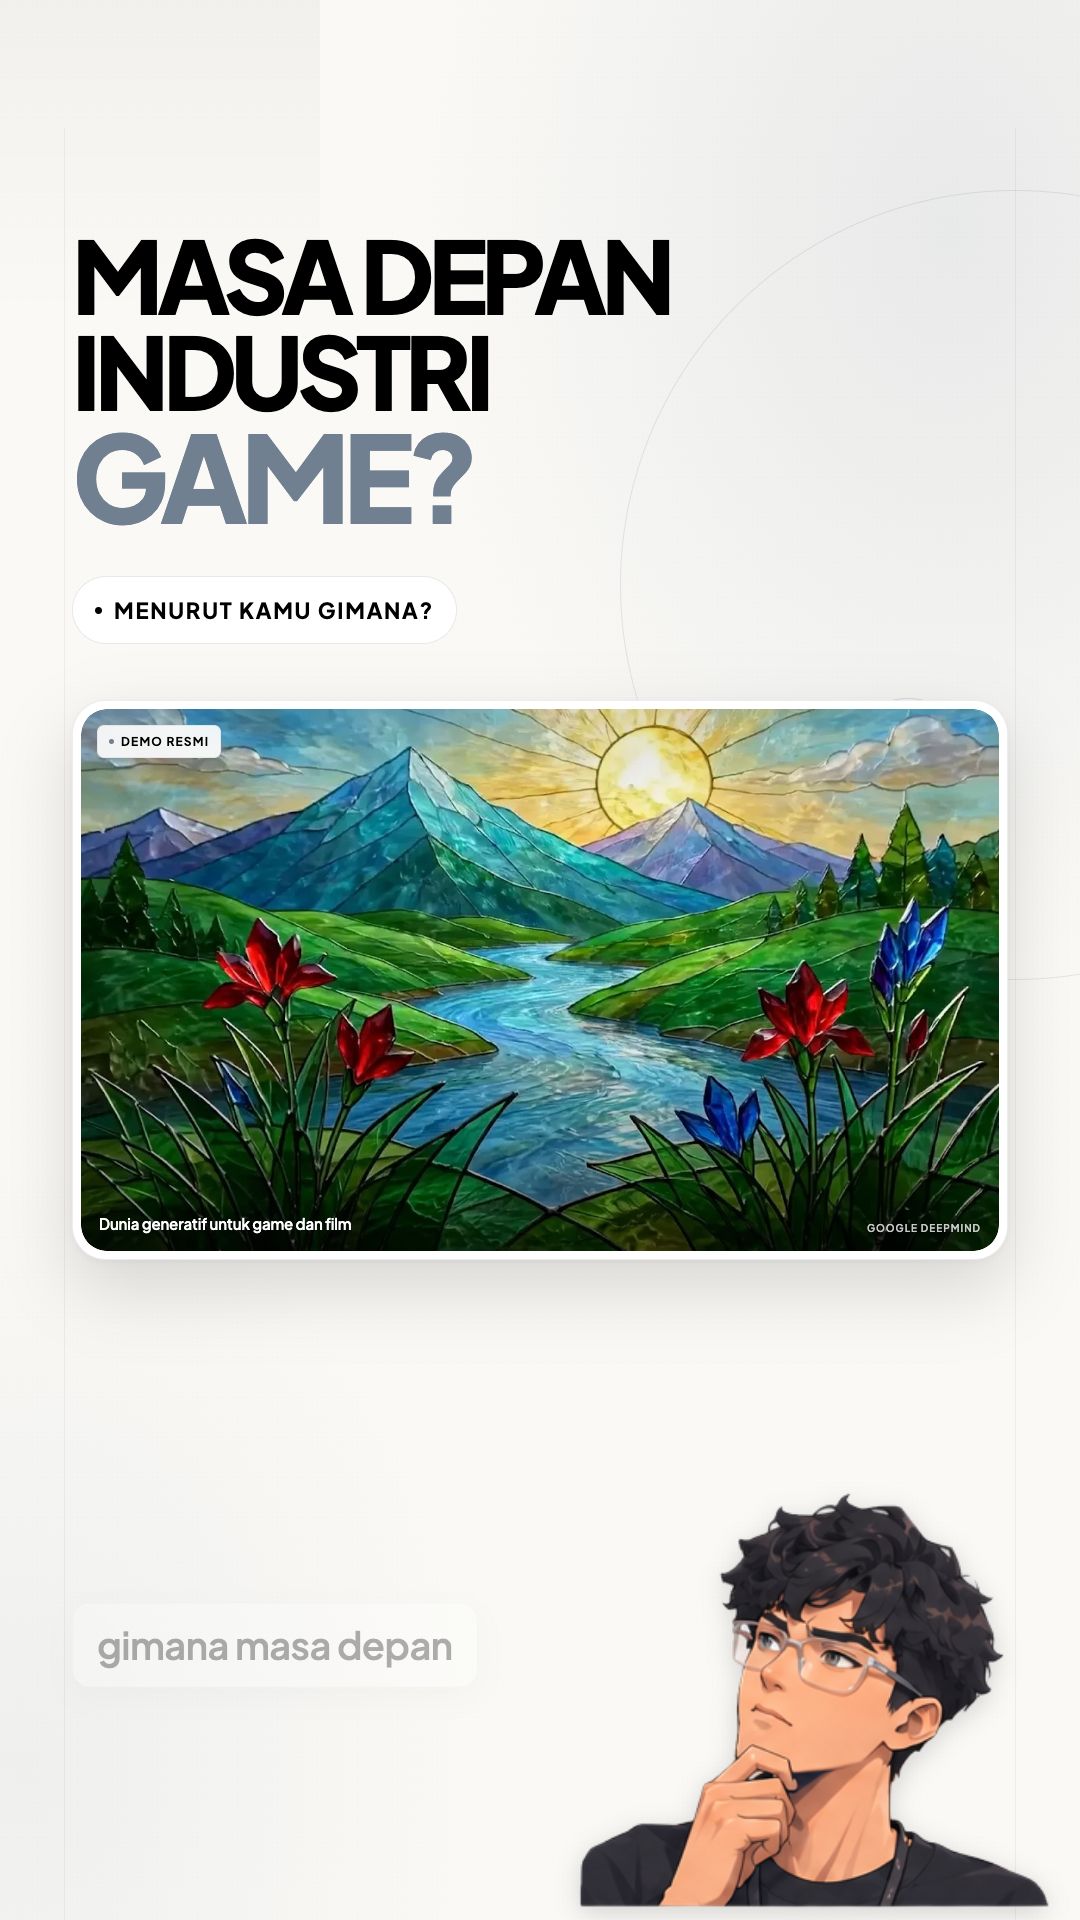 MASA DEPAN
INDUSTRI
GAME?
• MENURUT KAMU GIMANA?
• DEMO RESMI
Dunia generatif untuk game dan film
GOOGLE DEEPMIND
gimana masa depan